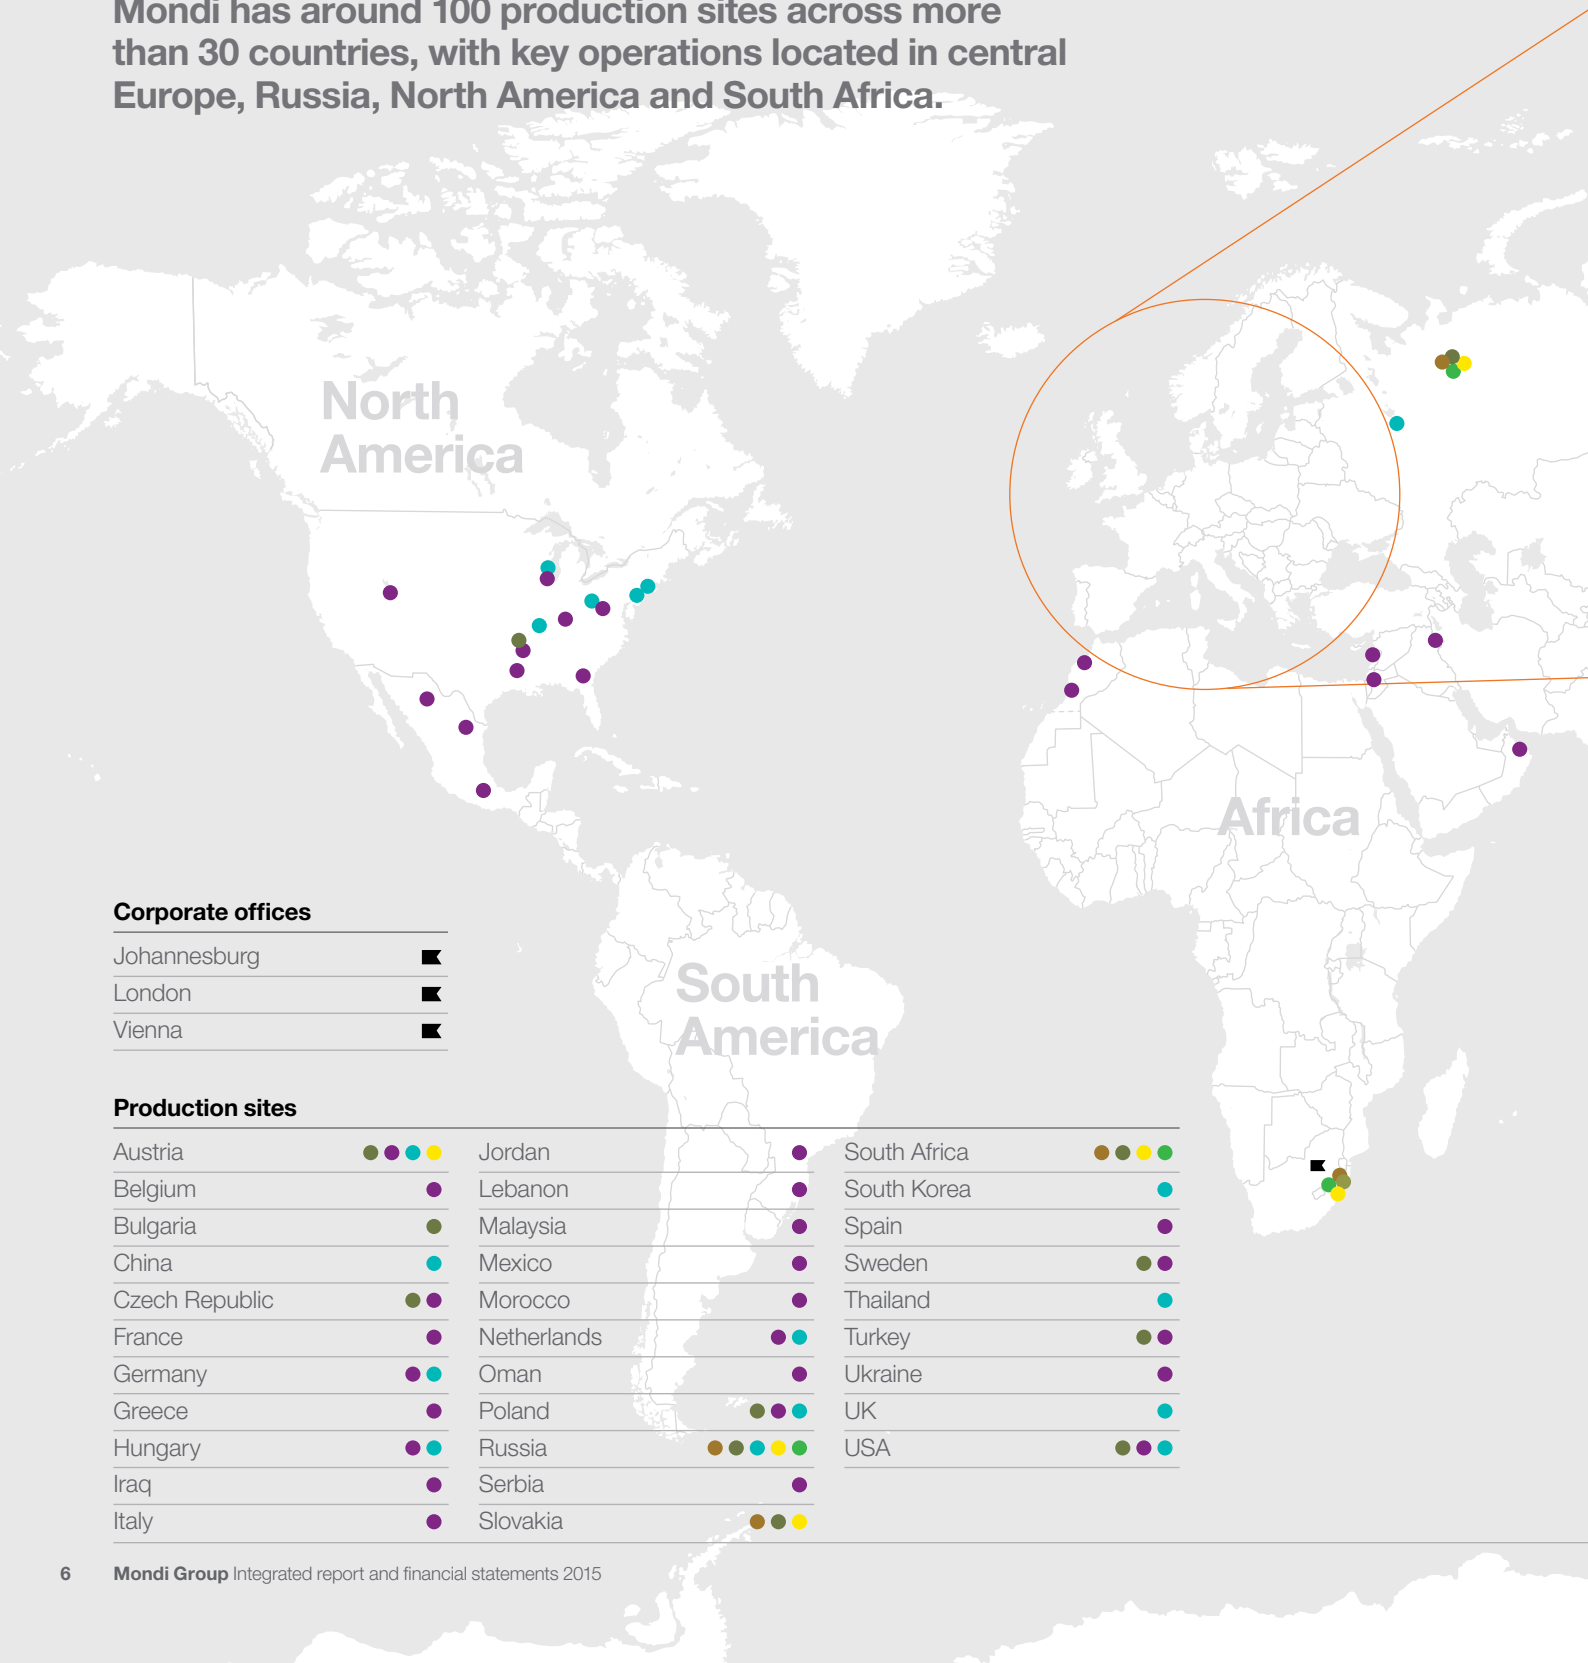 Mondi has around 100 production sites across more
than 30 countries, with key operations located in central
Europe, Russia, North America and South Africa.
North
America
Africa
South
America
Corporate offices
Johannesburg
London
Vienna
Production sites
Austria
Belgium
Bulgaria
China
Czech Republic
France
Germany
Greece
Hungary
Iraq
Italy
Jordan
Lebanon
Malaysia
Mexico
Morocco
Netherlands
Oman
Poland
Russia
Serbia
Slovakia
South Africa
South Korea
Spain
Sweden
Thailand
Turkey
Ukraine
UK
USA
6 Mondi Group Integrated report and financial statements 2015